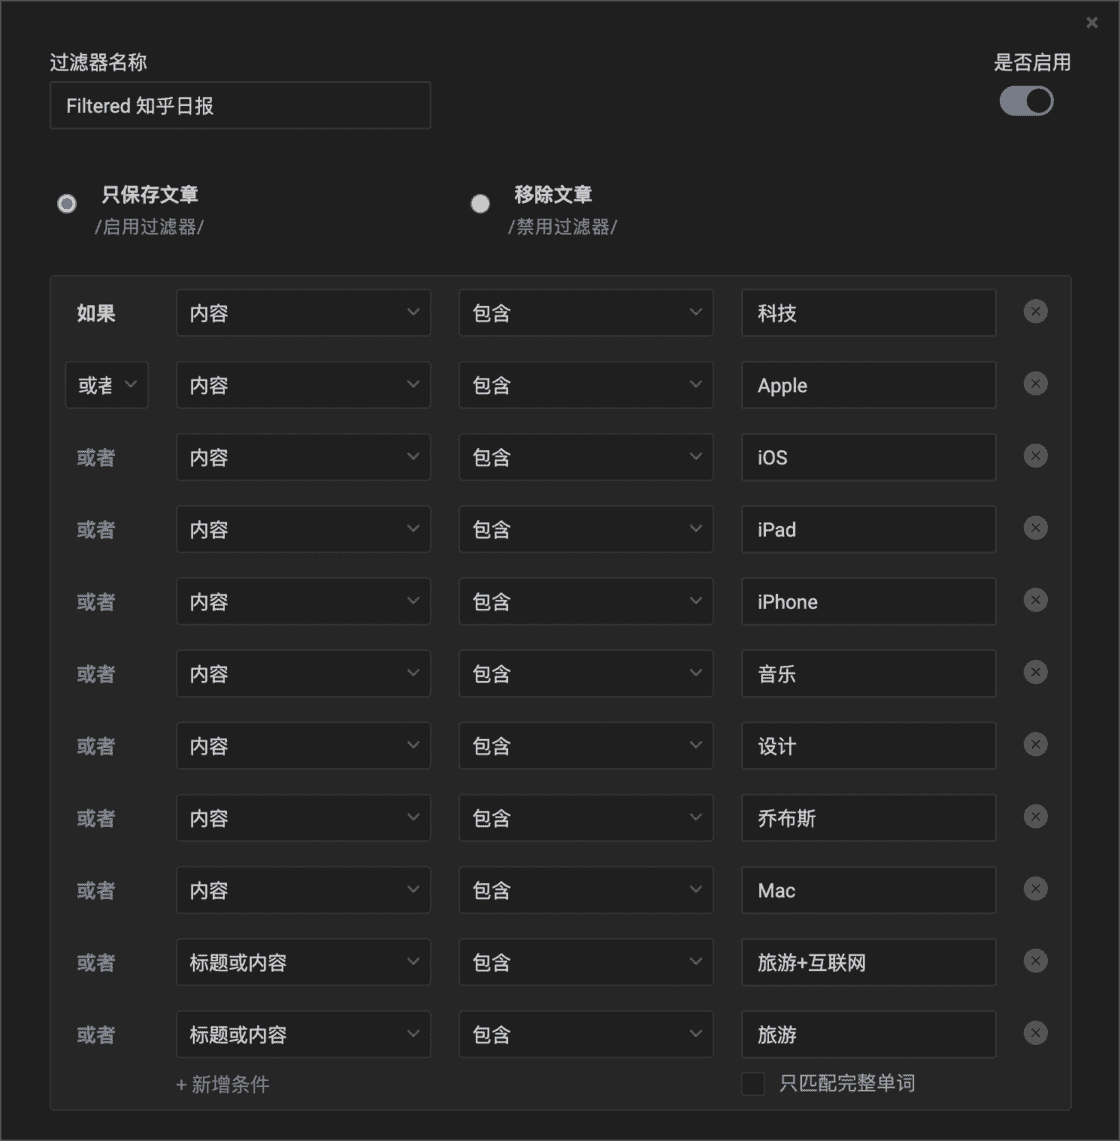 过滤器名称
是否启用
Filtered 知乎日报
只保存文章
移除文章
/启用过滤器/
/禁用过滤器/
如果 内容 包含 科技
或者 内容 包含 Apple
或者 内容 包含 iOS
或者 内容 包含 iPad
或者 内容 包含 iPhone
或者 内容 包含 音乐
或者 内容 包含 设计
或者 内容 包含 乔布斯
或者 内容 包含 Mac
或者 标题或内容 包含 旅游+互联网
或者 标题或内容 包含 旅游
+ 新增条件
只匹配完整单词